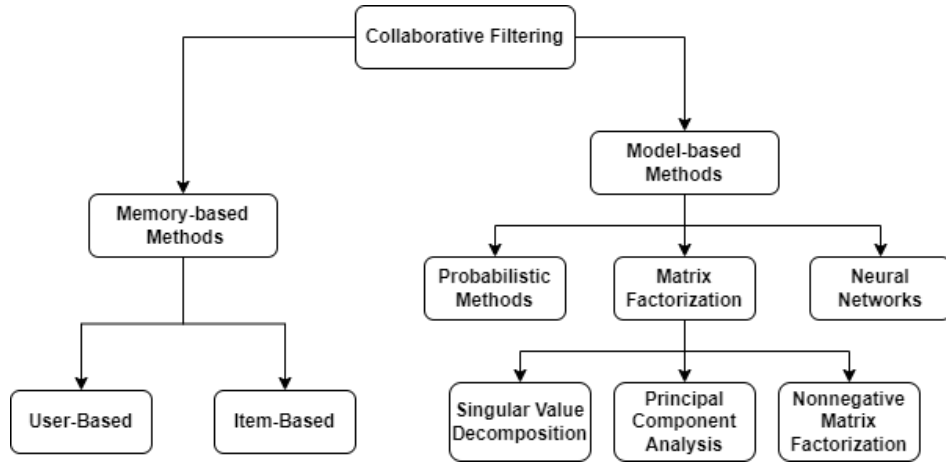 Collaborative Filtering
Model-based
Methods
Memory-based
Methods
Probabilistic
Methods
Matrix
Factorization
Neural
Networks
User-Based
Item-Based
Singular Value
Decomposition
Principal
Component
Analysis
Nonnegative
Matrix
Factorization